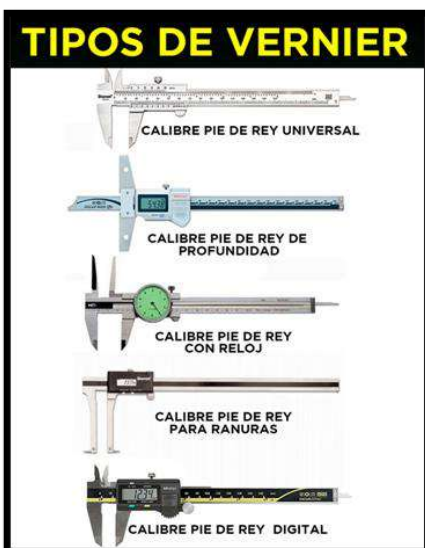 TIPOS DE VERNIER
CALIBRE PIE DE REY UNIVERSAL
CALIBRE PIE DE REY DE
PROFUNDIDAD
CALIBRE PIE DE REY
CON RELOJ
CALIBRE PIE DE REY
PARA RANURAS
CALIBRE PIE DE REY DIGITAL